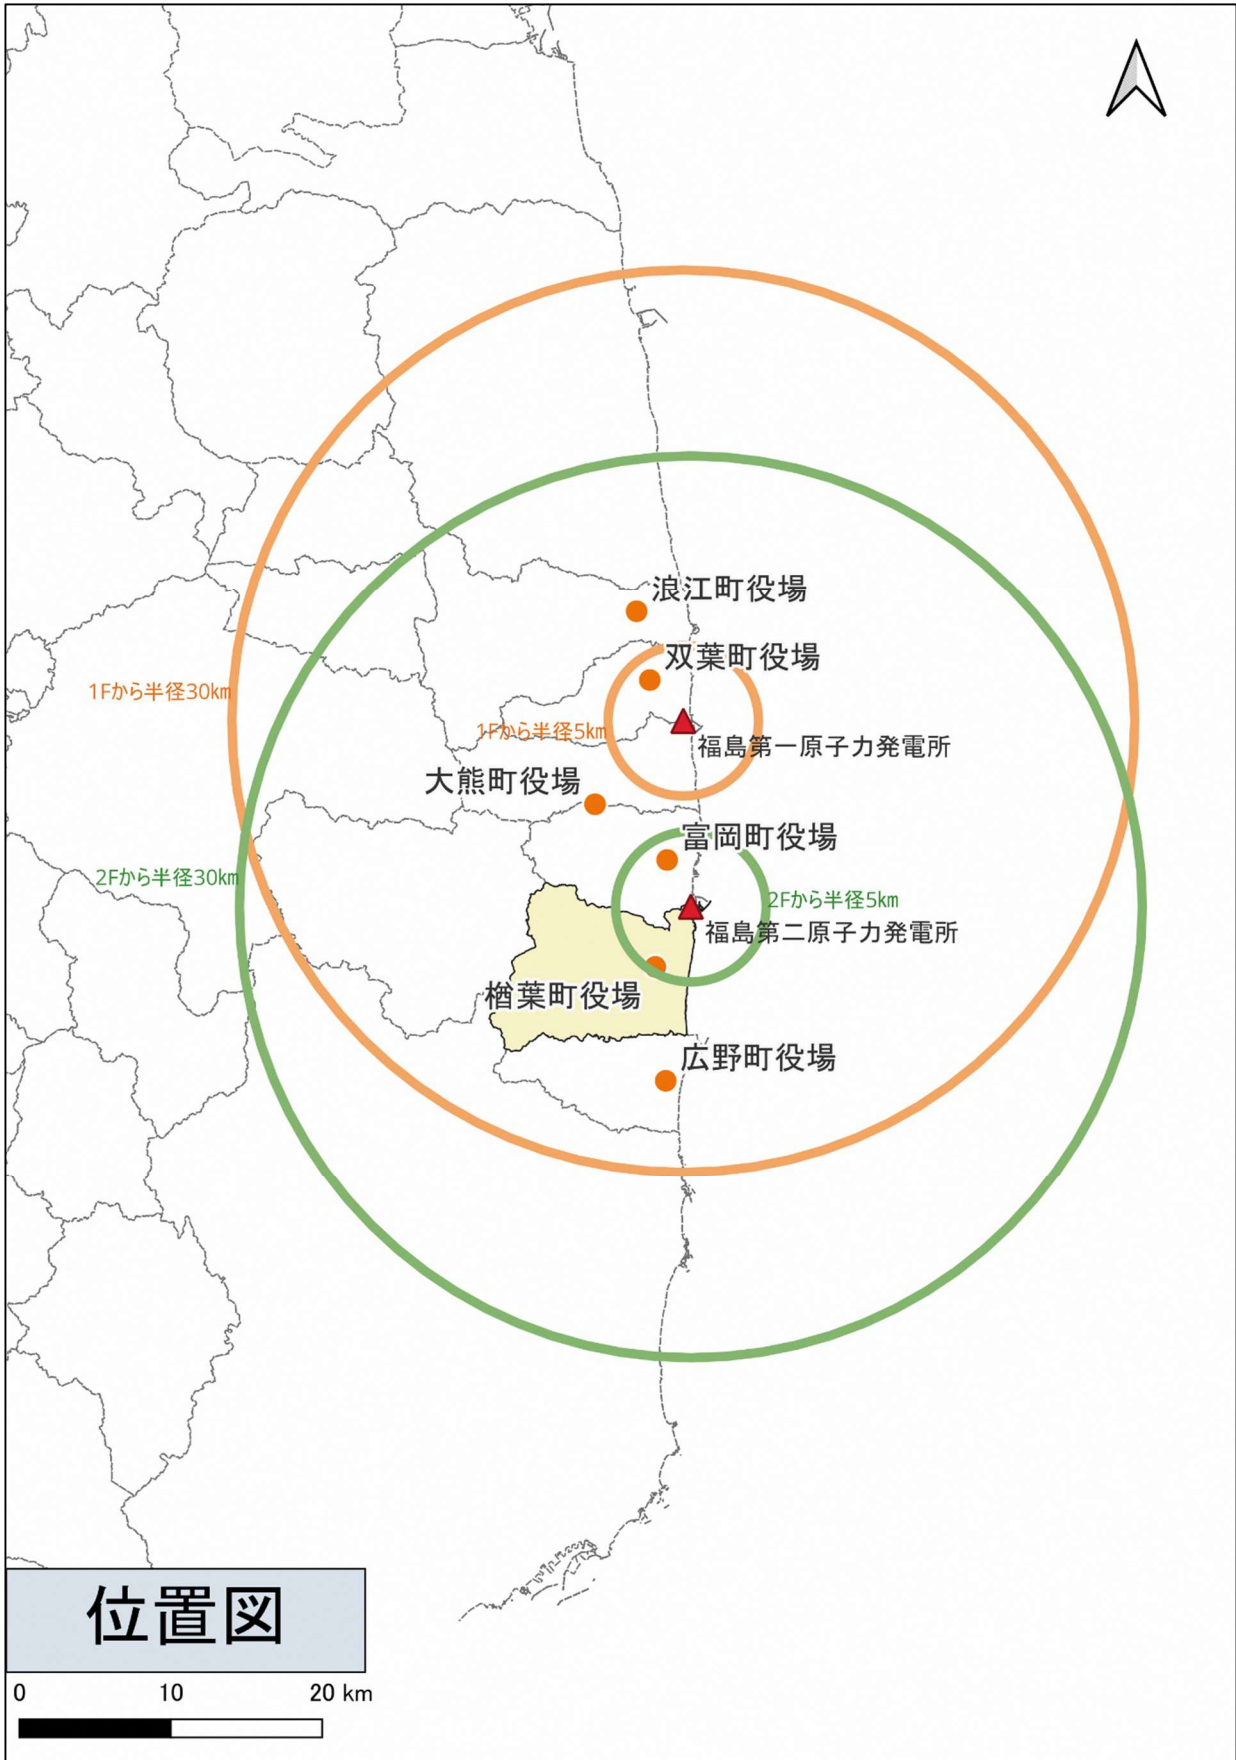 浪江町役場
双葉町役場
1Fから半径30km
1Fから半径5km
福島第一原子力発電所
大熊町役場
富岡町役場
2Fから半径30km
2Fから半径5km
福島第二原子力発電所
楢葉町役場
広野町役場
位置図
0 10 20 km